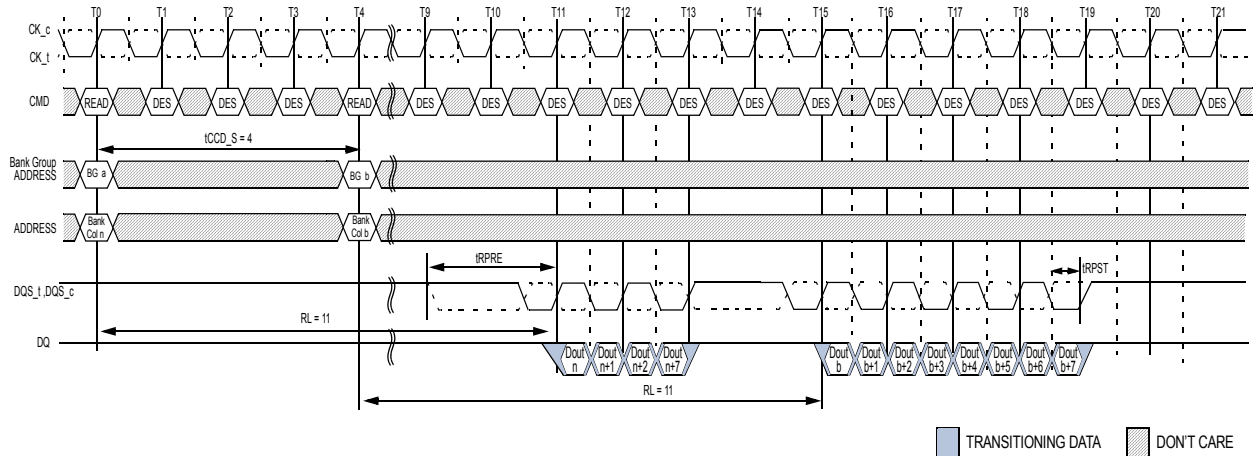 T0 T1 T2 T3 T4 T9 T10 T11 T12 T13 T14 T15 T16 T17 T18 T19 T20 T21
CK_c
CK_t
CMD READ DES DES DES READ DES DES DES DES DES DES DES DES DES DES DES DES DES
tCCD_S = 4
Bank Group
ADDRESS BG a BG b
ADDRESS Bank Col n Bank Col b
tRPRE tRPST
DQS_t ,DQS_c
RL = 11
DQ
Dout n Dout n+1 Dout n+2 Dout n+7 Dout b Dout b+1 Dout b+2 Dout b+3 Dout b+4 Dout b+5 Dout b+6 Dout b+7
RL = 11
TRANSITIONING DATA DON'T CARE